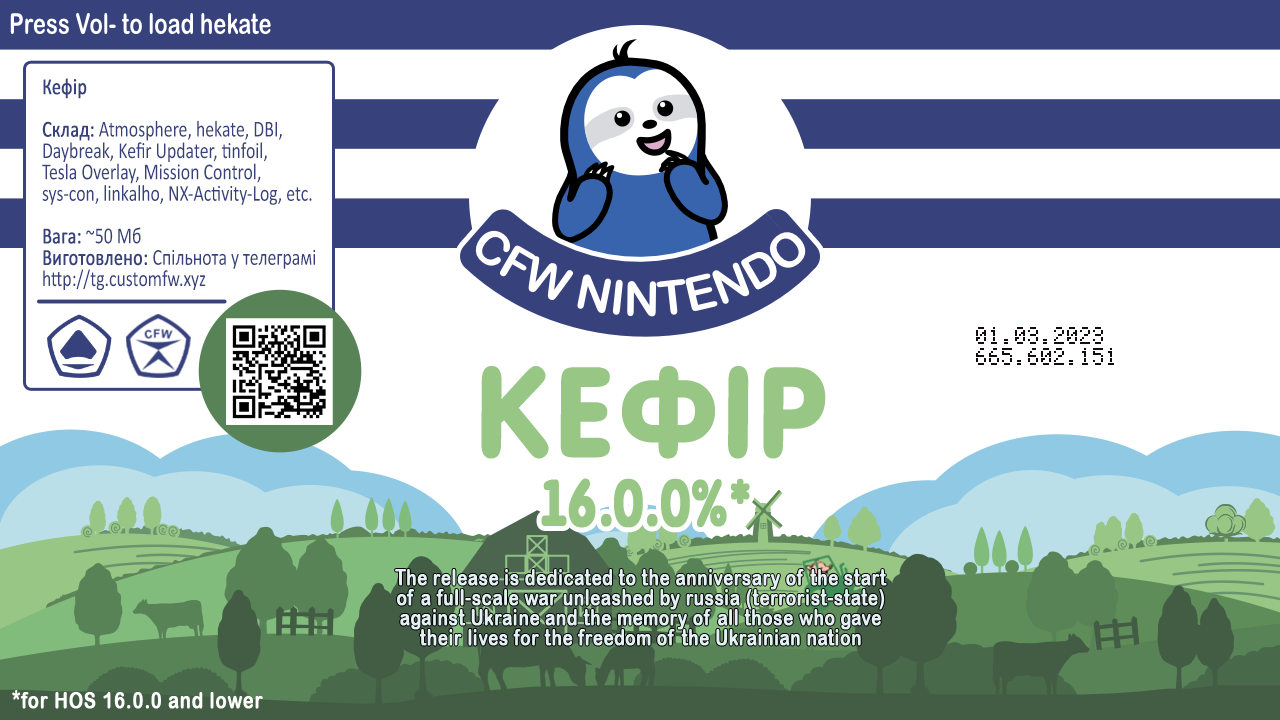 Press Vol- to load hekate
Кефір
Склад: Atmosphere, hekate, DBI,
Daybreak, Kefir Updater, tinfoil,
Tesla Overlay, Mission Control,
sys-con, linkalho, NX-Activity-Log, etc.
Вага: ~50 Мб
Виготовлено: Спільнота у телеграмі
http://tg.customfw.xyz
CFW
CFW NINTENDO
01.03.2023
665.602.151
КЕФІР
16.0.0%*
The release is dedicated to the anniversary of the start
of a full-scale war unleashed by russia (terrorist-state)
against Ukraine and the memory of all those who gave
their lives for the freedom of the Ukrainian nation
*for HOS 16.0.0 and lower